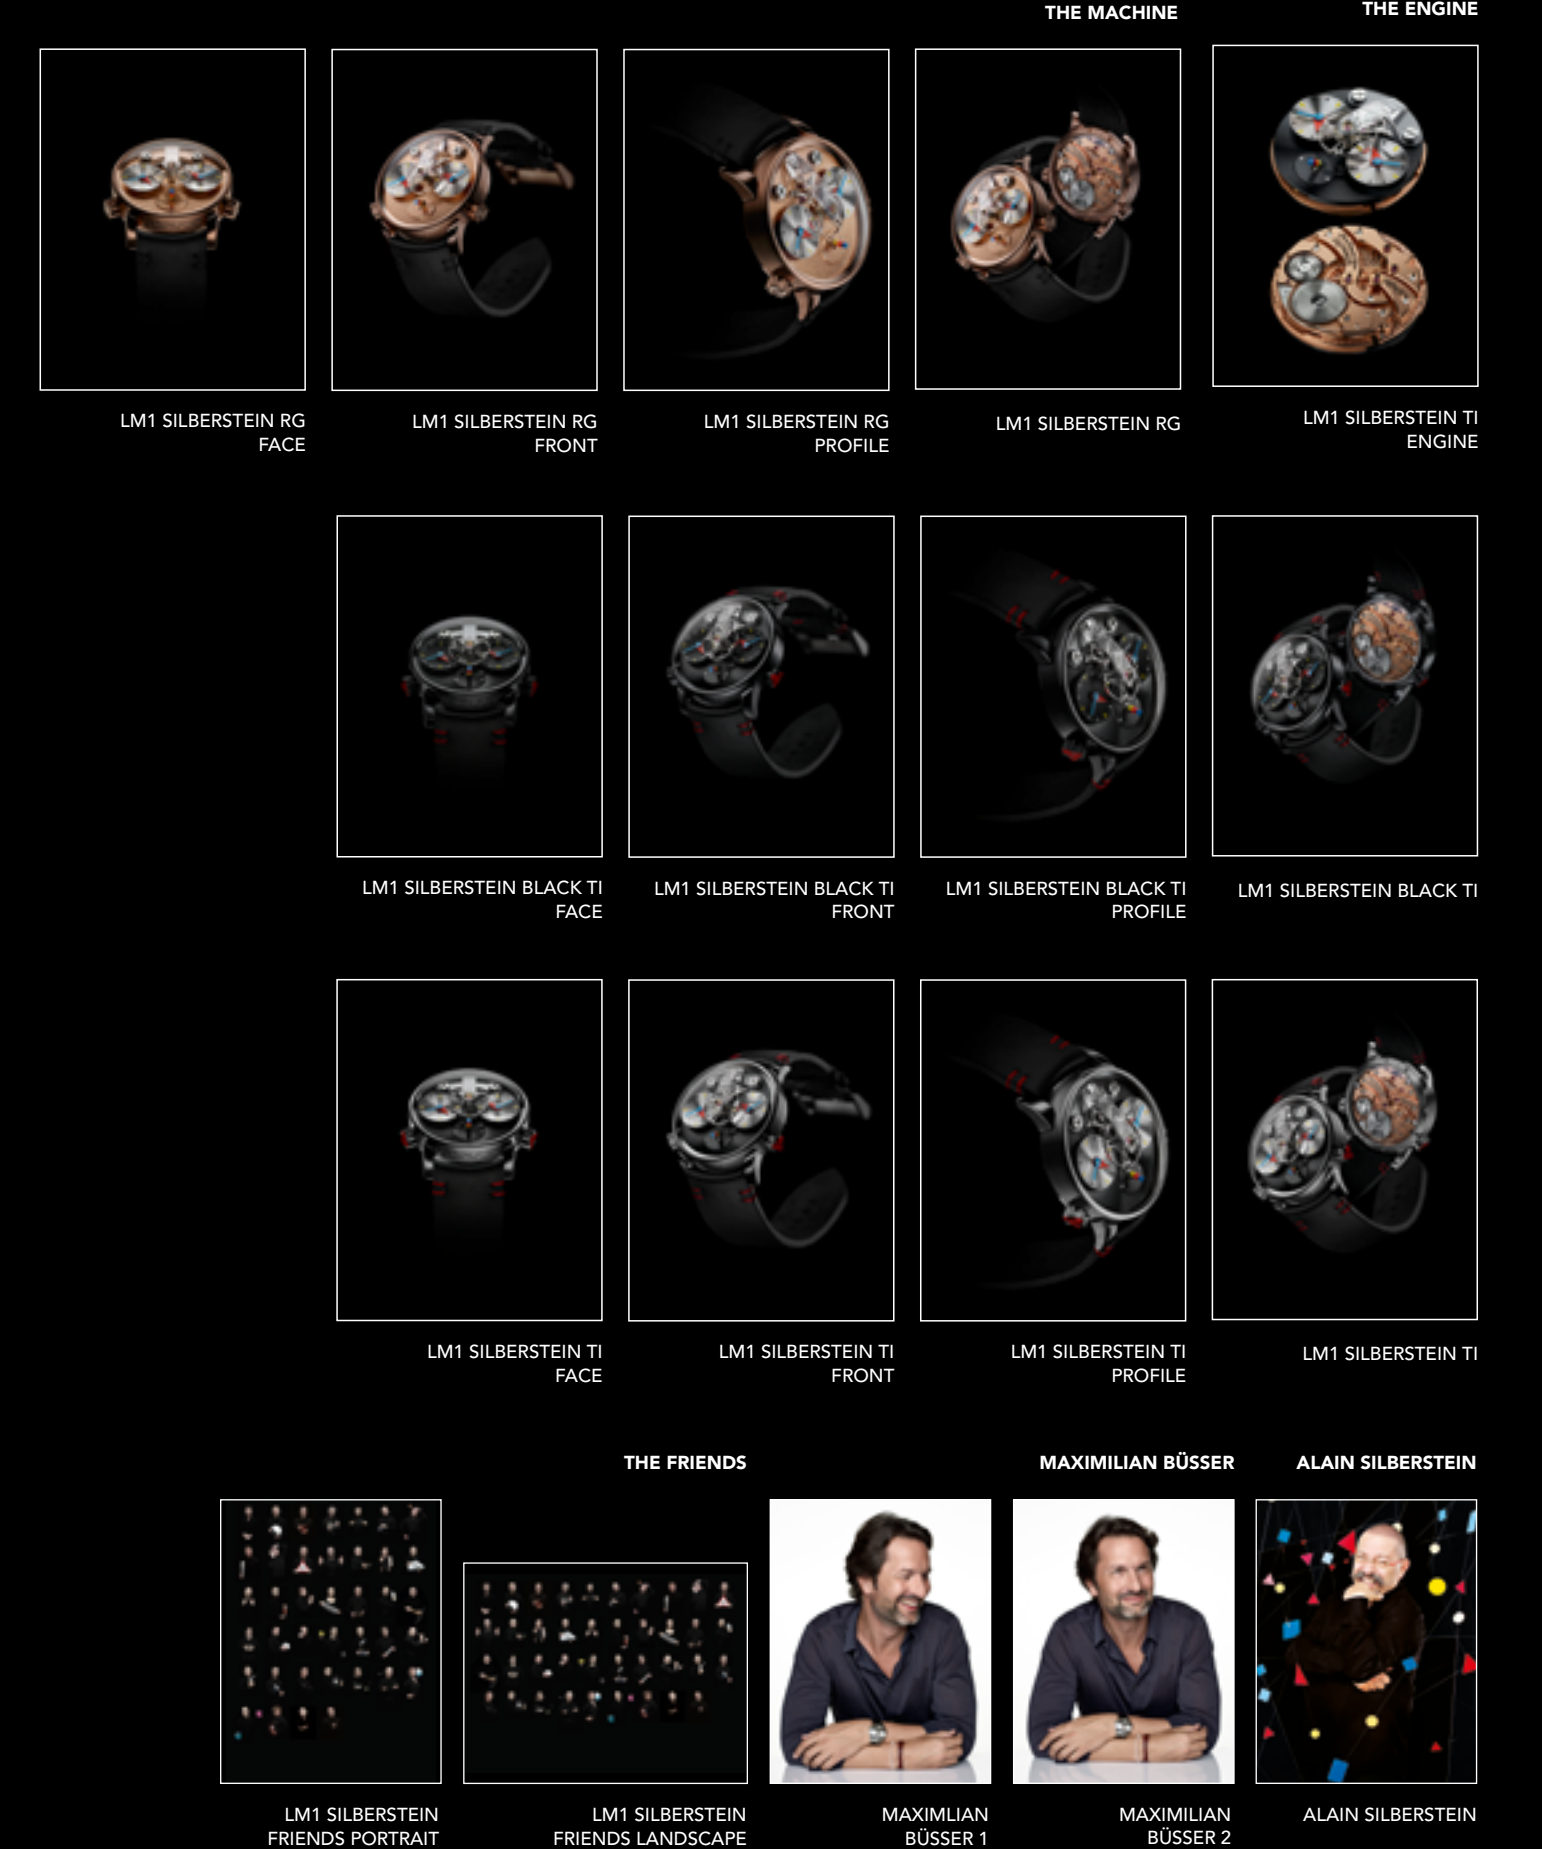 THE MACHINE
THE ENGINE
LM1 SILBERSTEIN RG
FACE
LM1 SILBERSTEIN RG
FRONT
LM1 SILBERSTEIN RG
PROFILE
LM1 SILBERSTEIN RG
LM1 SILBERSTEIN TI
ENGINE
LM1 SILBERSTEIN BLACK TI
FACE
LM1 SILBERSTEIN BLACK TI
FRONT
LM1 SILBERSTEIN BLACK TI
PROFILE
LM1 SILBERSTEIN BLACK TI
LM1 SILBERSTEIN TI
FACE
LM1 SILBERSTEIN TI
FRONT
LM1 SILBERSTEIN TI
PROFILE
LM1 SILBERSTEIN TI
THE FRIENDS
MAXIMILIAN BÜSSER
ALAIN SILBERSTEIN
LM1 SILBERSTEIN
FRIENDS PORTRAIT
LM1 SILBERSTEIN
FRIENDS LANDSCAPE
MAXIMLIAN
BÜSSER 1
MAXIMILIAN
BÜSSER 2
ALAIN SILBERSTEIN